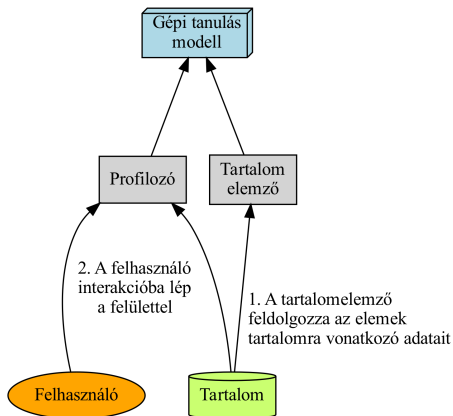 Gépi tanulás
modell
Profilozó
Tartalom
elemző
2. A felhasználó
interakcióba lép
a felülettel
1. A tartalomelemző
feldolgozza az elemek
tartalomra vonatkozó adatait
Felhasználó
Tartalom